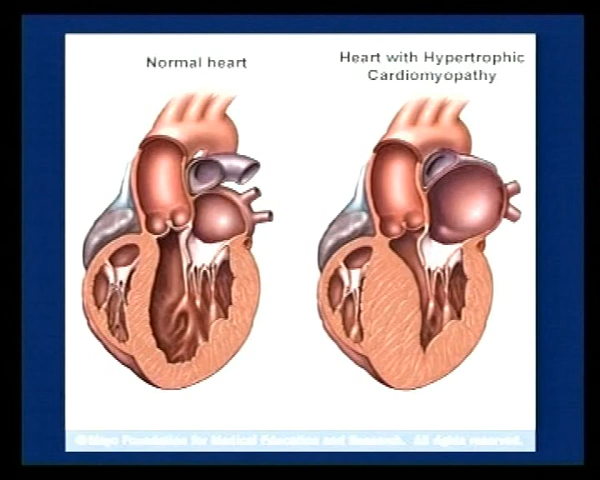 Normal heart
Heart with Hypertrophic
Cardiomyopathy
© Mayo Foundation for Medical Education and Research. All rights reserved.